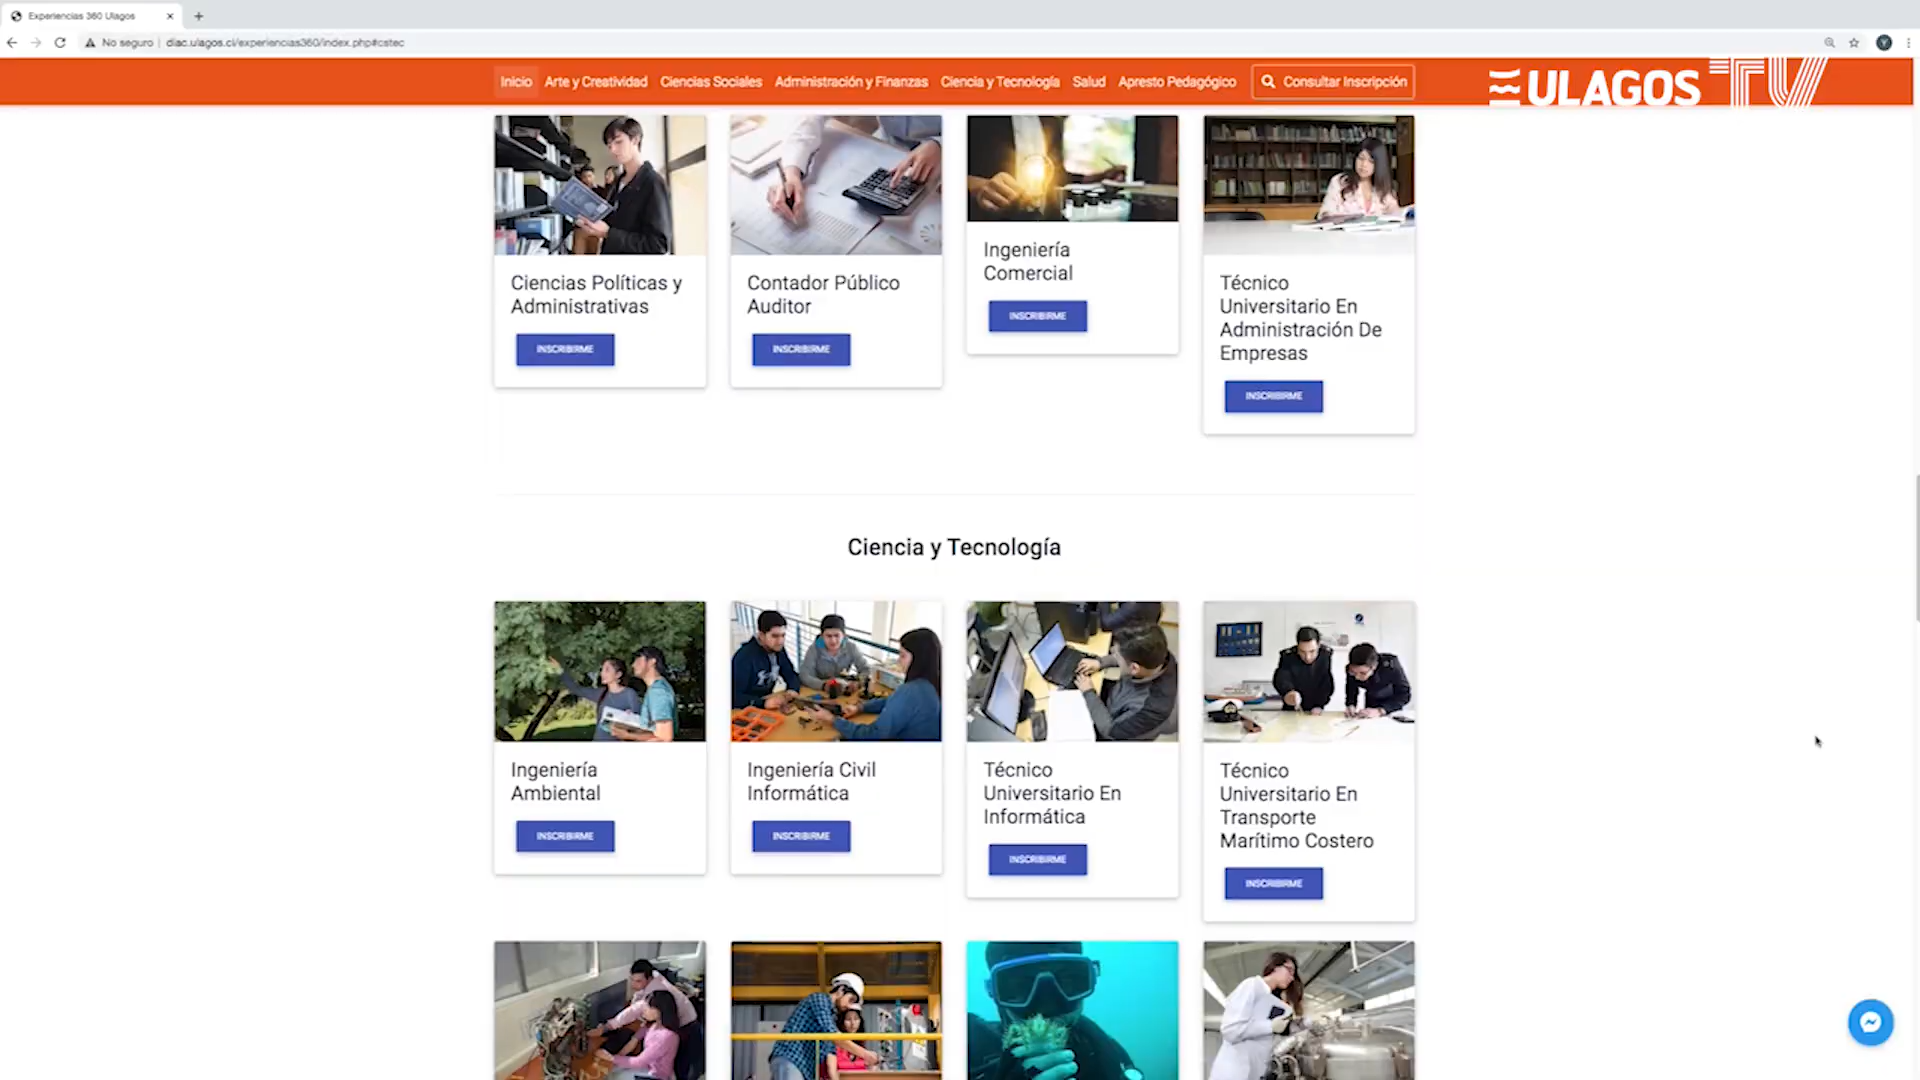 Experiencias 360 Ulagos
No seguro
diac.ulagos.cl/experiencias360/index.php#cstec
Inicio
Arte y Creatividad
Ciencias Sociales
Administración y Finanzas
Ciencia y Tecnología
Salud
Apresto Pedagógico
Consultar Inscripción
ULAGOS TV
Ciencias Políticas y
Administrativas
INSCRIBIRME
Contador Público
Auditor
INSCRIBIRME
Ingeniería
Comercial
INSCRIBIRME
Técnico
Universitario En
Administración De
Empresas
INSCRIBIRME
Ciencia y Tecnología
Ingeniería
Ambiental
INSCRIBIRME
Ingeniería Civil
Informática
INSCRIBIRME
Técnico
Universitario En
Informática
INSCRIBIRME
Técnico
Universitario En
Transporte
Marítimo Costero
INSCRIBIRME